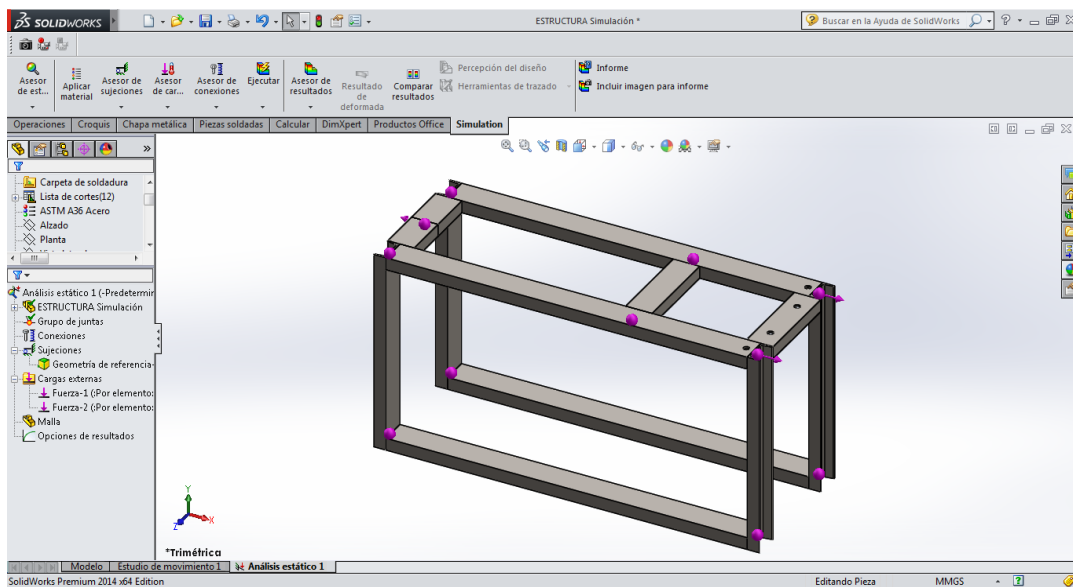 SOLIDWORKS
ESTRUCTURA Simulación *
Buscar en la Ayuda de SolidWorks
Asesor de est...
Aplicar material
Asesor de sujeciones
Asesor de car...
Asesor de conexiones
Ejecutar
Asesor de resultados
Resultado de deformada
Comparar resultados
Percepción del diseño
Herramientas de trazado
Informe
Incluir imagen para informe
Operaciones Croquis Chapa metálica Piezas soldadas Calcular DimXpert Productos Office Simulation
Carpeta de soldadura
Lista de cortes(12)
ASTM A36 Acero
Alzado
Planta
Análisis estático 1 (-Predetermir
ESTRUCTURA Simulación
Grupo de juntas
Conexiones
Sujeciones
Geometría de referencia-
Cargas externas
Fuerza-1 (:Por elemento:
Fuerza-2 (:Por elemento:
Malla
Opciones de resultados
Y
Z
X
*Trimétrica
Modelo Estudio de movimiento 1 Análisis estático 1
SolidWorks Premium 2014 x64 Edition
Editando Pieza
MMGS